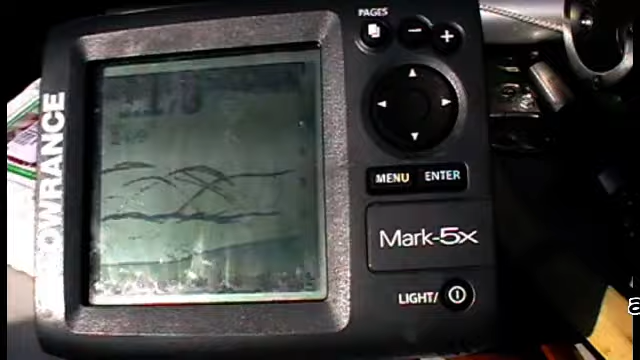 PAGES
LOWRANCE
MENU ENTER
Mark-5x
LIGHT/
a